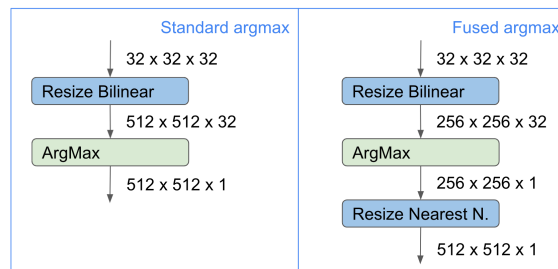 Standard argmax
32 x 32 x 32
Resize Bilinear
512 x 512 x 32
ArgMax
512 x 512 x 1
Fused argmax
32 x 32 x 32
Resize Bilinear
256 x 256 x 32
ArgMax
256 x 256 x 1
Resize Nearest N.
512 x 512 x 1